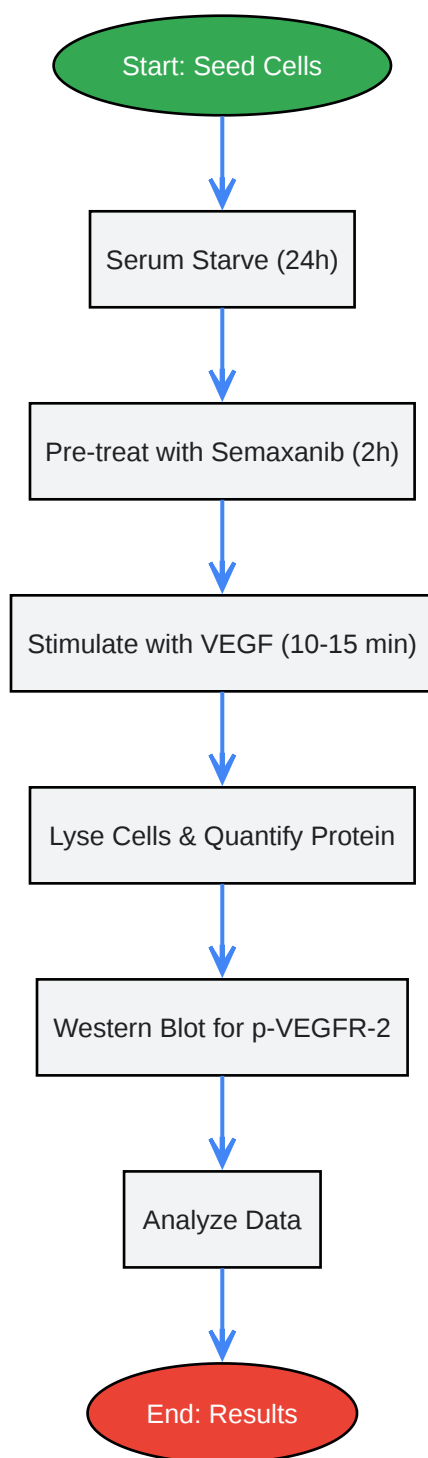 Start: Seed Cells
Serum Starve (24h)
Pre-treat with Semaxanib (2h)
Stimulate with VEGF (10-15 min)
Lyse Cells & Quantify Protein
Western Blot for p-VEGFR-2
Analyze Data
End: Results